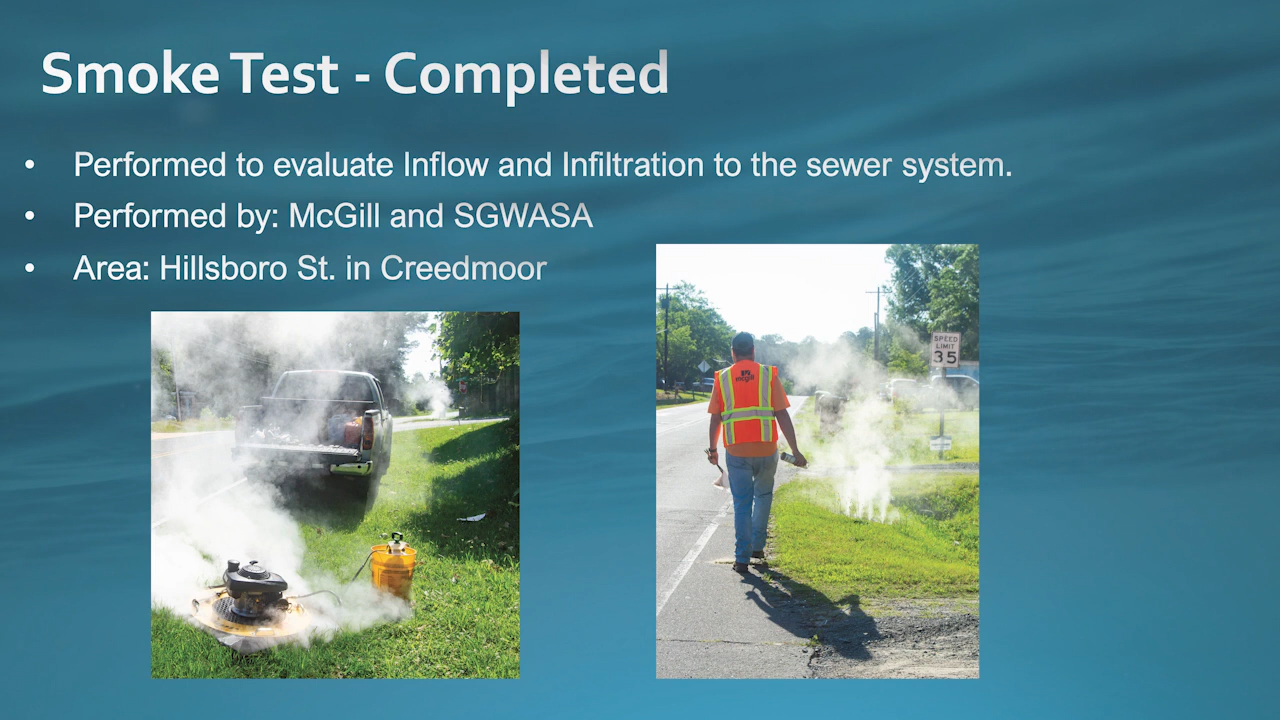 Smoke Test - Completed
• Performed to evaluate Inflow and Infiltration to the sewer system.
• Performed by: McGill and SGWASA
• Area: Hillsboro St. in Creedmoor
SPEED
LIMIT
35
mcgill